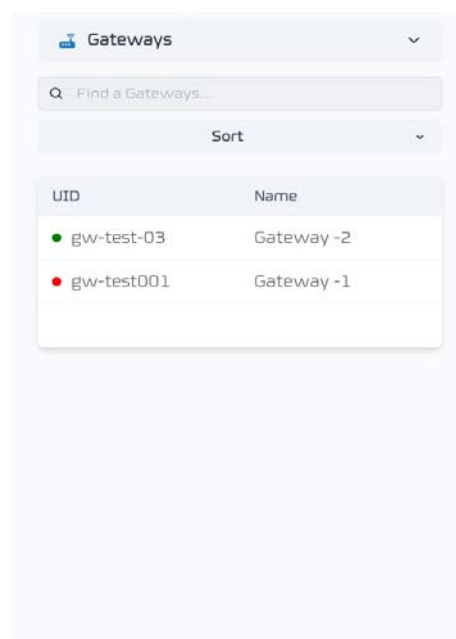 Gateways
Find a Gateways...
Sort
UID Name
gw-test-03 Gateway -2
gw-test001 Gateway -1